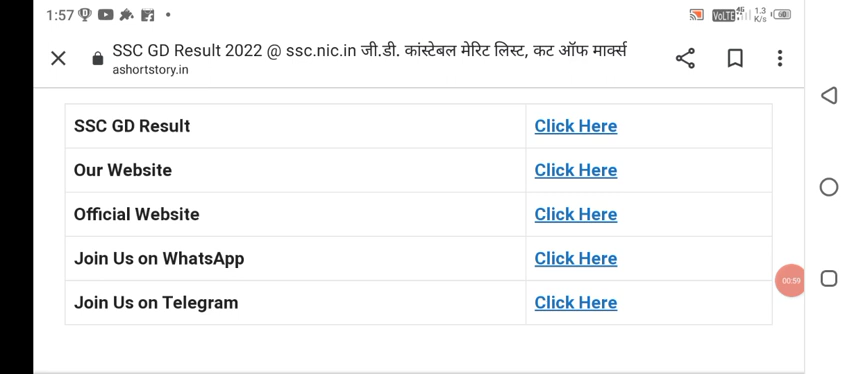 1:57
VoLTE 4G 1.3 K/s 60
SSC GD Result 2022 @ ssc.nic.in जी.डी. कांस्टेबल मेरिट लिस्ट, कट ऑफ मार्क्स
ashortstory.in
SSC GD Result Click Here
Our Website Click Here
Official Website Click Here
Join Us on WhatsApp Click Here
00:59
Join Us on Telegram Click Here